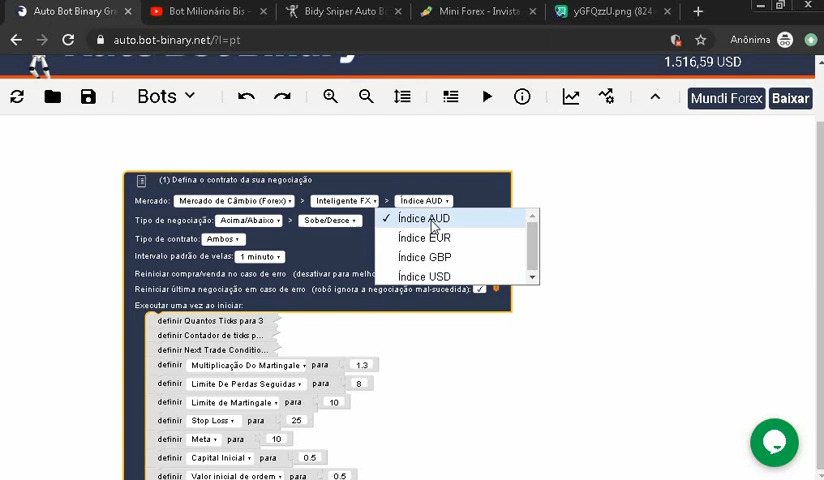 Auto Bot Binary Gr
Bot Milionário Bis
Bidy Sniper Auto B
Mini Forex - Invista
yGFQzzU.png (824
auto.bot-binary.net/?l=pt
Anônima
Auto Bot Binary
1.516,59 USD
Bots
Mundi Forex
Baixar
(1) Defina o contrato da sua negociação
Mercado: Mercado de Câmbio (Forex) > Inteligente FX > Índice AUD
Tipo de negociação: Acima/Abaixo > Sobe/Desce
Índice AUD
Índice EUR
Índice GBP
Índice USD
Tipo de contrato: Ambos
Intervalo padrão de velas: 1 minuto
Reiniciar compra/venda no caso de erro (desativar para melho
Reiniciar última negociação em caso de erro (robô ignora a negociação mal-sucedida):
Executar uma vez ao iniciar:
definir Quantos Ticks para 3
definir Contador de ticks p...
definir Next Trade Conditio...
definir Multiplicação Do Martingale para 1.3
definir Limite De Perdas Seguidas para 8
definir Limite de Martingale para 10
definir Stop Loss para 25
definir Meta para 10
definir Capital Inicial para 0.5
definir Valor inicial de ordem para 0.5